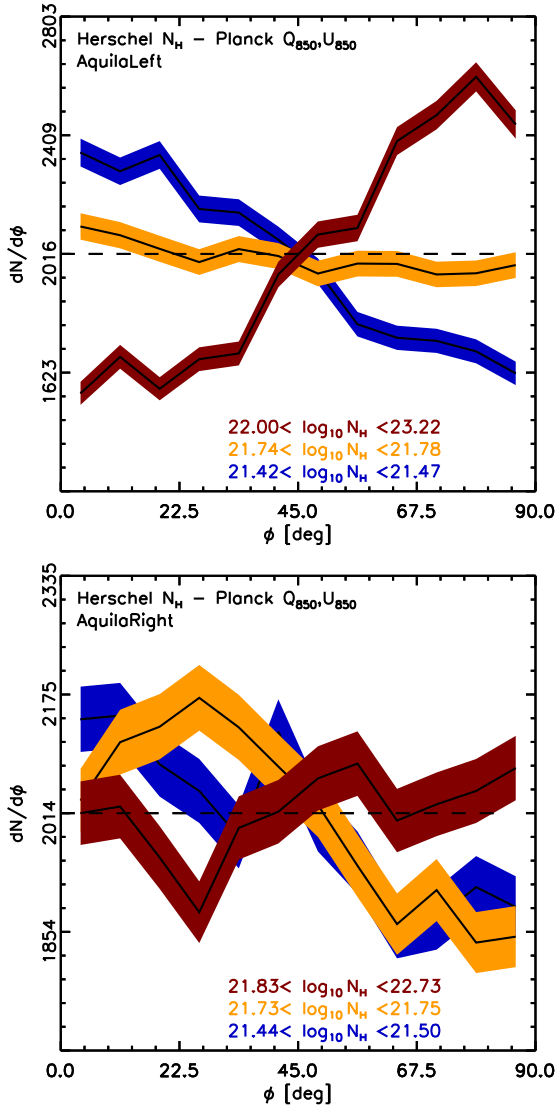 Herschel N_H – Planck Q_850,U_850
AquilaLeft
2803
2409
2016
1623
dN/dϕ
22.00< log_10 N_H <23.22
21.74< log_10 N_H <21.78
21.42< log_10 N_H <21.47
0.0 22.5 45.0 67.5 90.0
ϕ [deg]
Herschel N_H – Planck Q_850,U_850
AquilaRight
2335
2175
2014
1854
dN/dϕ
21.83< log_10 N_H <22.73
21.73< log_10 N_H <21.75
21.44< log_10 N_H <21.50
0.0 22.5 45.0 67.5 90.0
ϕ [deg]